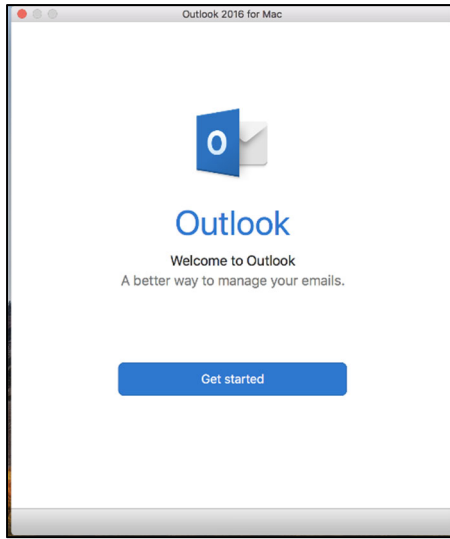 Outlook 2016 for Mac
O
Outlook
Welcome to Outlook
A better way to manage your emails.
Get started